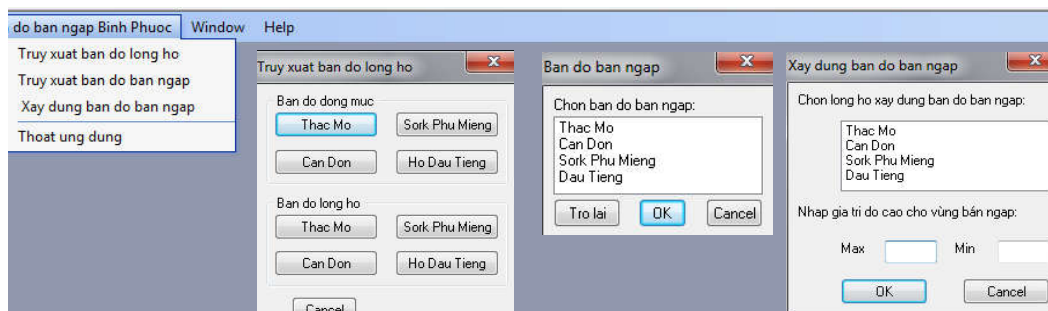 do ban ngap Binh Phuoc Window Help
Truy xuat ban do long ho
Truy xuat ban do ban ngap
Xay dung ban do ban ngap
Thoat ung dung
Truy xuat ban do long ho
Ban do dong muc
Thac Mo Sork Phu Mieng
Can Don Ho Dau Tieng
Ban do long ho
Thac Mo Sork Phu Mieng
Can Don Ho Dau Tieng
Cancel
Ban do ban ngap
Chon ban do ban ngap:
Thac Mo
Can Don
Sork Phu Mieng
Dau Tieng
Tro lai OK Cancel
Xay dung ban do ban ngap
Chon long ho xay dung ban do ban ngap:
Thac Mo
Can Don
Sork Phu Mieng
Dau Tieng
Nhap gia tri do cao cho vùng bán ngap:
Max Min
OK Cancel